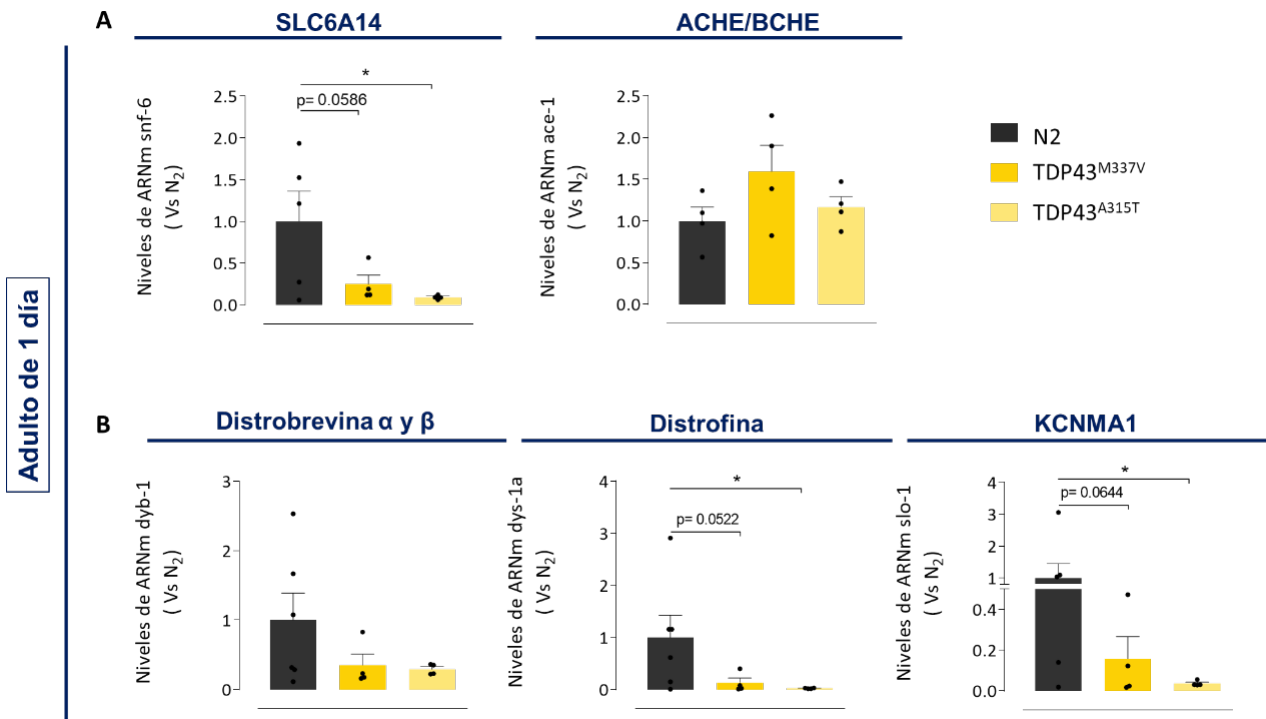 A
SLC6A14
ACHE/BCHE
Adulto de 1 día
Niveles de ARNm snf-6
( Vs N₂)
2.5
2.0
1.5
1.0
0.5
0.0
*
p= 0.0586
Niveles de ARNm ace-1
( Vs N₂)
2.5
2.0
1.5
1.0
0.5
0.0
N2
TDP43ᴹ³³⁷ⱽ
TDP43ᴬ³¹⁵ᵀ
B
Distrobrevina α y β
Distrofina
KCNMA1
Niveles de ARNm dyb-1
( Vs N₂)
3
2
1
0
Niveles de ARNm dys-1a
( Vs N₂)
4
3
2
1
0
*
p= 0.0522
Niveles de ARNm slo-1
( Vs N₂)
4
3
2
1
0.4
0.2
0.0
*
p= 0.0644